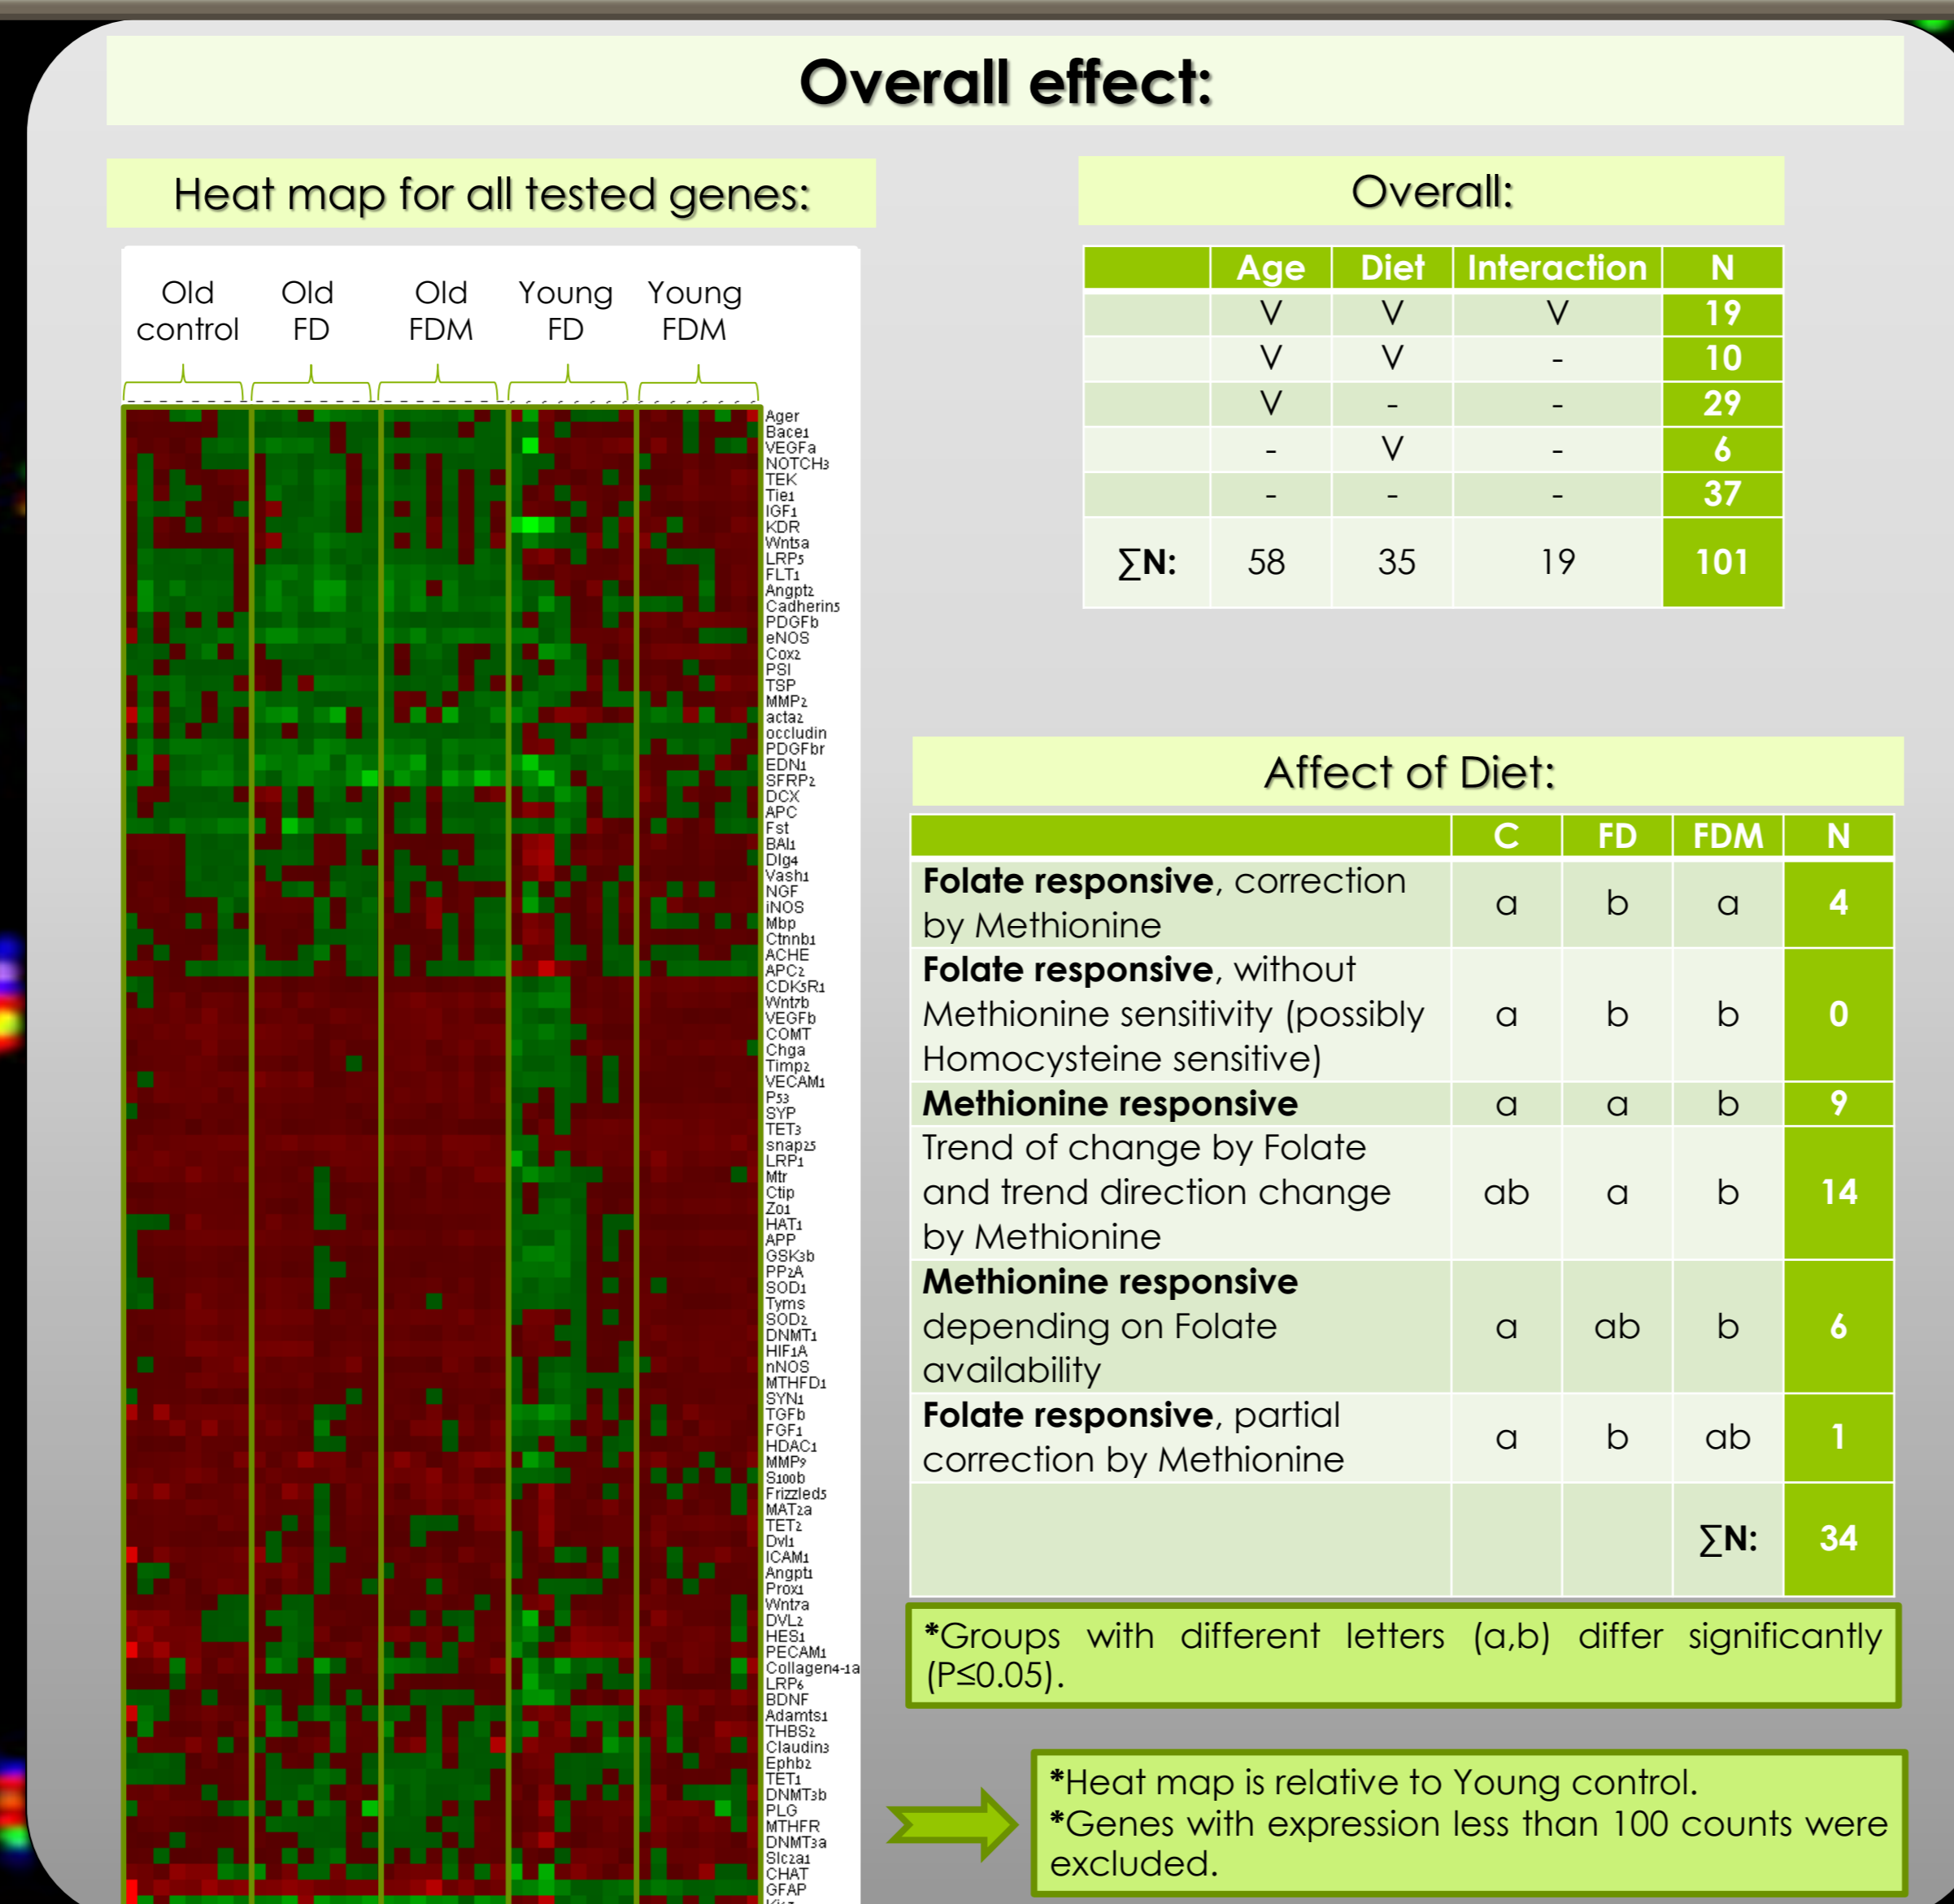 Overall effect:
Heat map for all tested genes:
Old control
Old FD
Old FDM
Young FD
Young FDM
Ager
Bace1
VEGFa
NOTCH3
TEK
Tie1
IGF1
KDR
Wnt5a
LRP5
FLT1
Angpt2
Cadherin5
PDGFb
eNOS
Cox2
PSI
TSP
MMP2
acta2
occludin
PDGFbr
EDN1
SFRP2
DCX
APC
Fst
BAI1
Dlg4
Vash1
NGF
iNOS
Mbp
Ctnnb1
ACHE
APC2
CDK5R1
Wnt7b
VEGFb
COMT
Chga
Timp2
VECAM1
P53
SYP
TET3
snap25
LRP1
Mtr
Ctip
Zo1
HAT1
APP
GSK3b
PP2A
SOD1
Tyms
SOD2
DNMT1
HIF1A
nNOS
MTHFD1
SYN1
TGFb
FGF1
HDAC1
MMP9
S100b
Frizzled5
MAT2a
TET2
Dvl1
ICAM1
Angpt1
Prox1
Wnt7a
DVL2
HES1
PECAM1
Collagen4-1a
LRP6
BDNF
Adamts1
THBS2
Claudin3
Ephb2
TET1
DNMT3b
PLG
MTHFR
DNMT3a
Slc2a1
CHAT
GFAP
Overall:
Age Diet Interaction N
V V V 19
V V - 10
V - - 29
- V - 6
- - - 37
∑N: 58 35 19 101
Affect of Diet:
C FD FDM N
Folate responsive, correction
by Methionine a b a 4
Folate responsive, without
Methionine sensitivity (possibly a b b 0
Homocysteine sensitive)
Methionine responsive a a b 9
Trend of change by Folate
and trend direction change ab a b 14
by Methionine
Methionine responsive
depending on Folate a ab b 6
availability
Folate responsive, partial
correction by Methionine a b ab 1
∑N: 34
*Groups with different letters (a,b) differ significantly
(P≤0.05).
*Heat map is relative to Young control.
*Genes with expression less than 100 counts were
excluded.